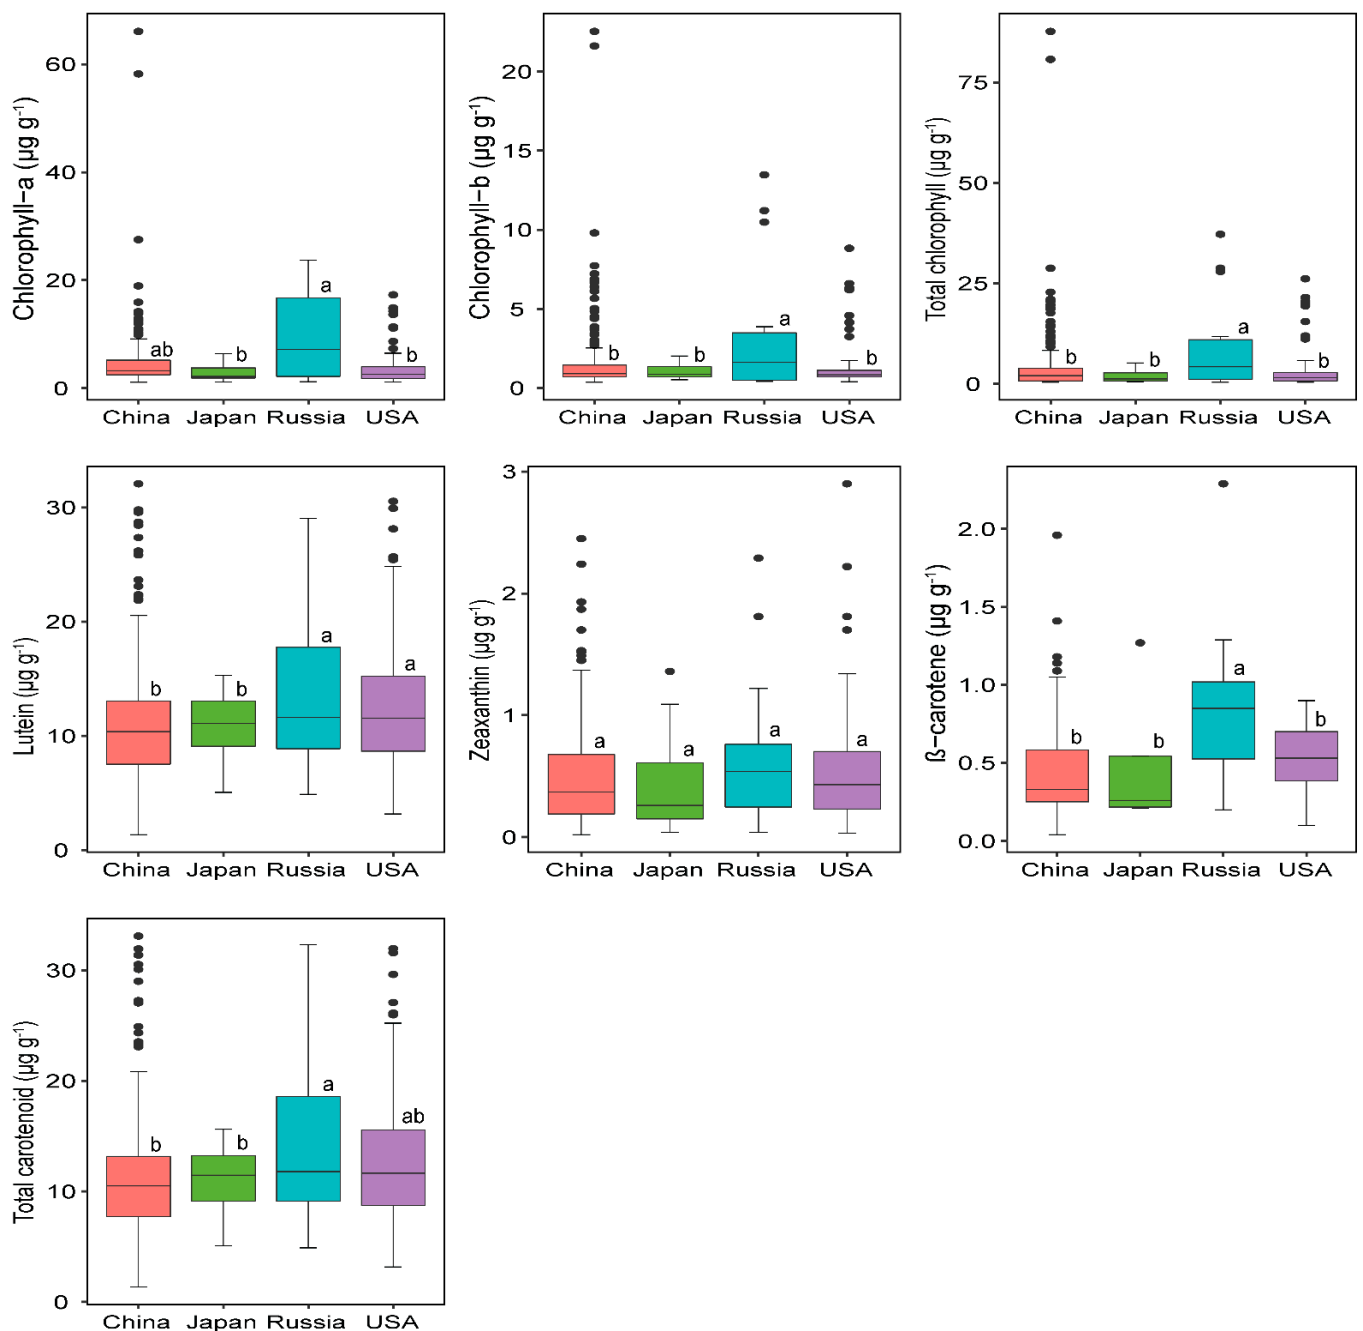 Chlorophyll-a (µg g⁻¹)
60
40
20
0
ab
b
a
b
China Japan Russia USA
Chlorophyll-b (µg g⁻¹)
20
15
10
5
0
b
b
a
b
China Japan Russia USA
Total chlorophyll (µg g⁻¹)
75
50
25
0
b
b
a
b
China Japan Russia USA
Lutein (µg g⁻¹)
30
20
10
0
b
b
a
a
China Japan Russia USA
Zeaxanthin (µg g⁻¹)
3
2
1
0
a
a
a
a
China Japan Russia USA
ß-carotene (µg g⁻¹)
2.0
1.5
1.0
0.5
0.0
b
b
a
b
China Japan Russia USA
Total carotenoid (µg g⁻¹)
30
20
10
0
b
b
a
ab
China Japan Russia USA